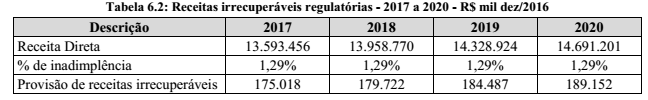 Tabela 6.2: Receitas irrecuperáveis regulatórias - 2017 a 2020 - R$ mil dez/2016
Descrição 2017 2018 2019 2020
Receita Direta 13.593.456 13.958.770 14.328.924 14.691.201
% de inadimplência 1,29% 1,29% 1,29% 1,29%
Provisão de receitas irrecuperáveis 175.018 179.722 184.487 189.152